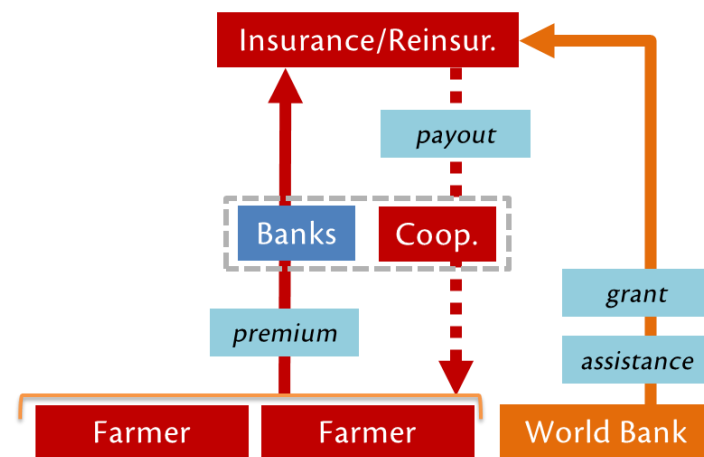 Insurance/Reinsur.
payout
Banks
Coop.
grant
premium
assistance
Farmer
Farmer
World Bank